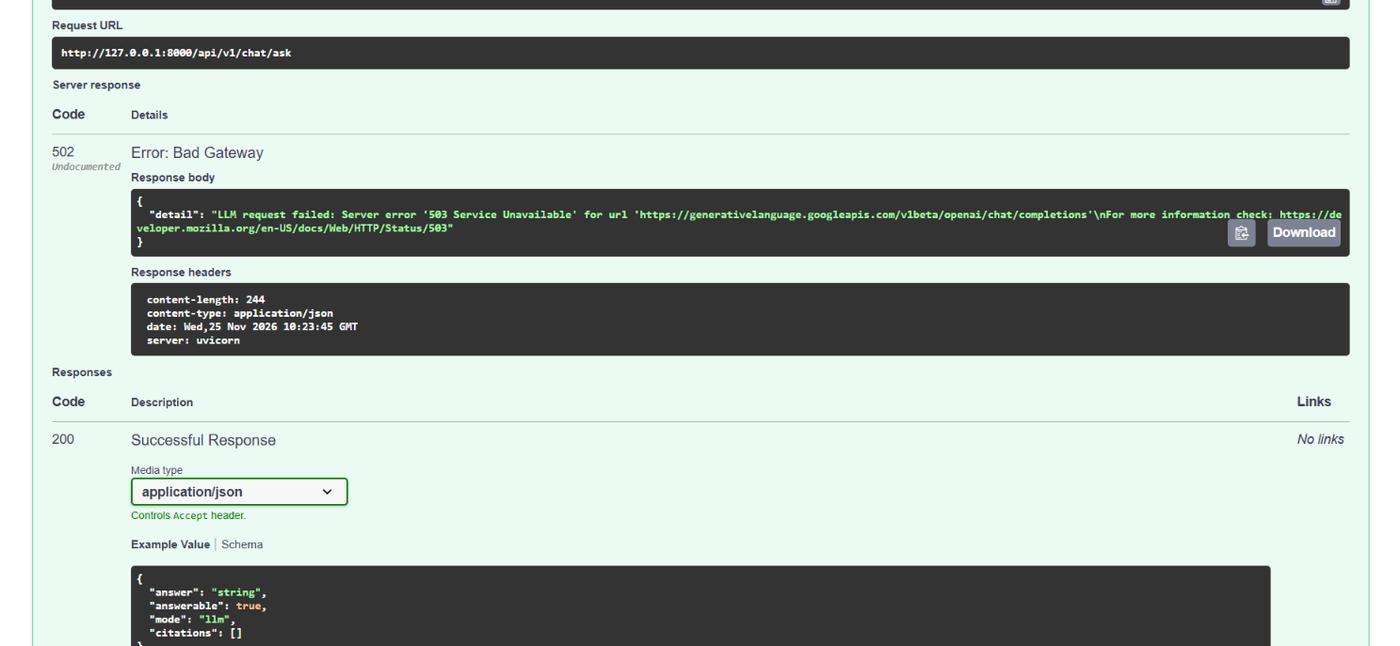 Request URL
http://127.0.0.1:8000/api/v1/chat/ask
Server response
Code Details
502 Error: Bad Gateway
Undocumented
Response body
{
"detail": "LLM request failed: Server error '503 Service Unavailable' for url 'https://generativelanguage.googleapis.com/v1beta/openai/chat/completions'\nFor more information check: https://de
veloper.mozilla.org/en-US/docs/Web/HTTP/Status/503"
}
Download
Response headers
content-length: 244
content-type: application/json
date: Wed,25 Nov 2026 10:23:45 GMT
server: uvicorn
Responses
Code Description Links
200 Successful Response No links
Media type
application/json
Controls Accept header.
Example Value | Schema
{
"answer": "string",
"answerable": true,
"mode": "llm",
"citations": []